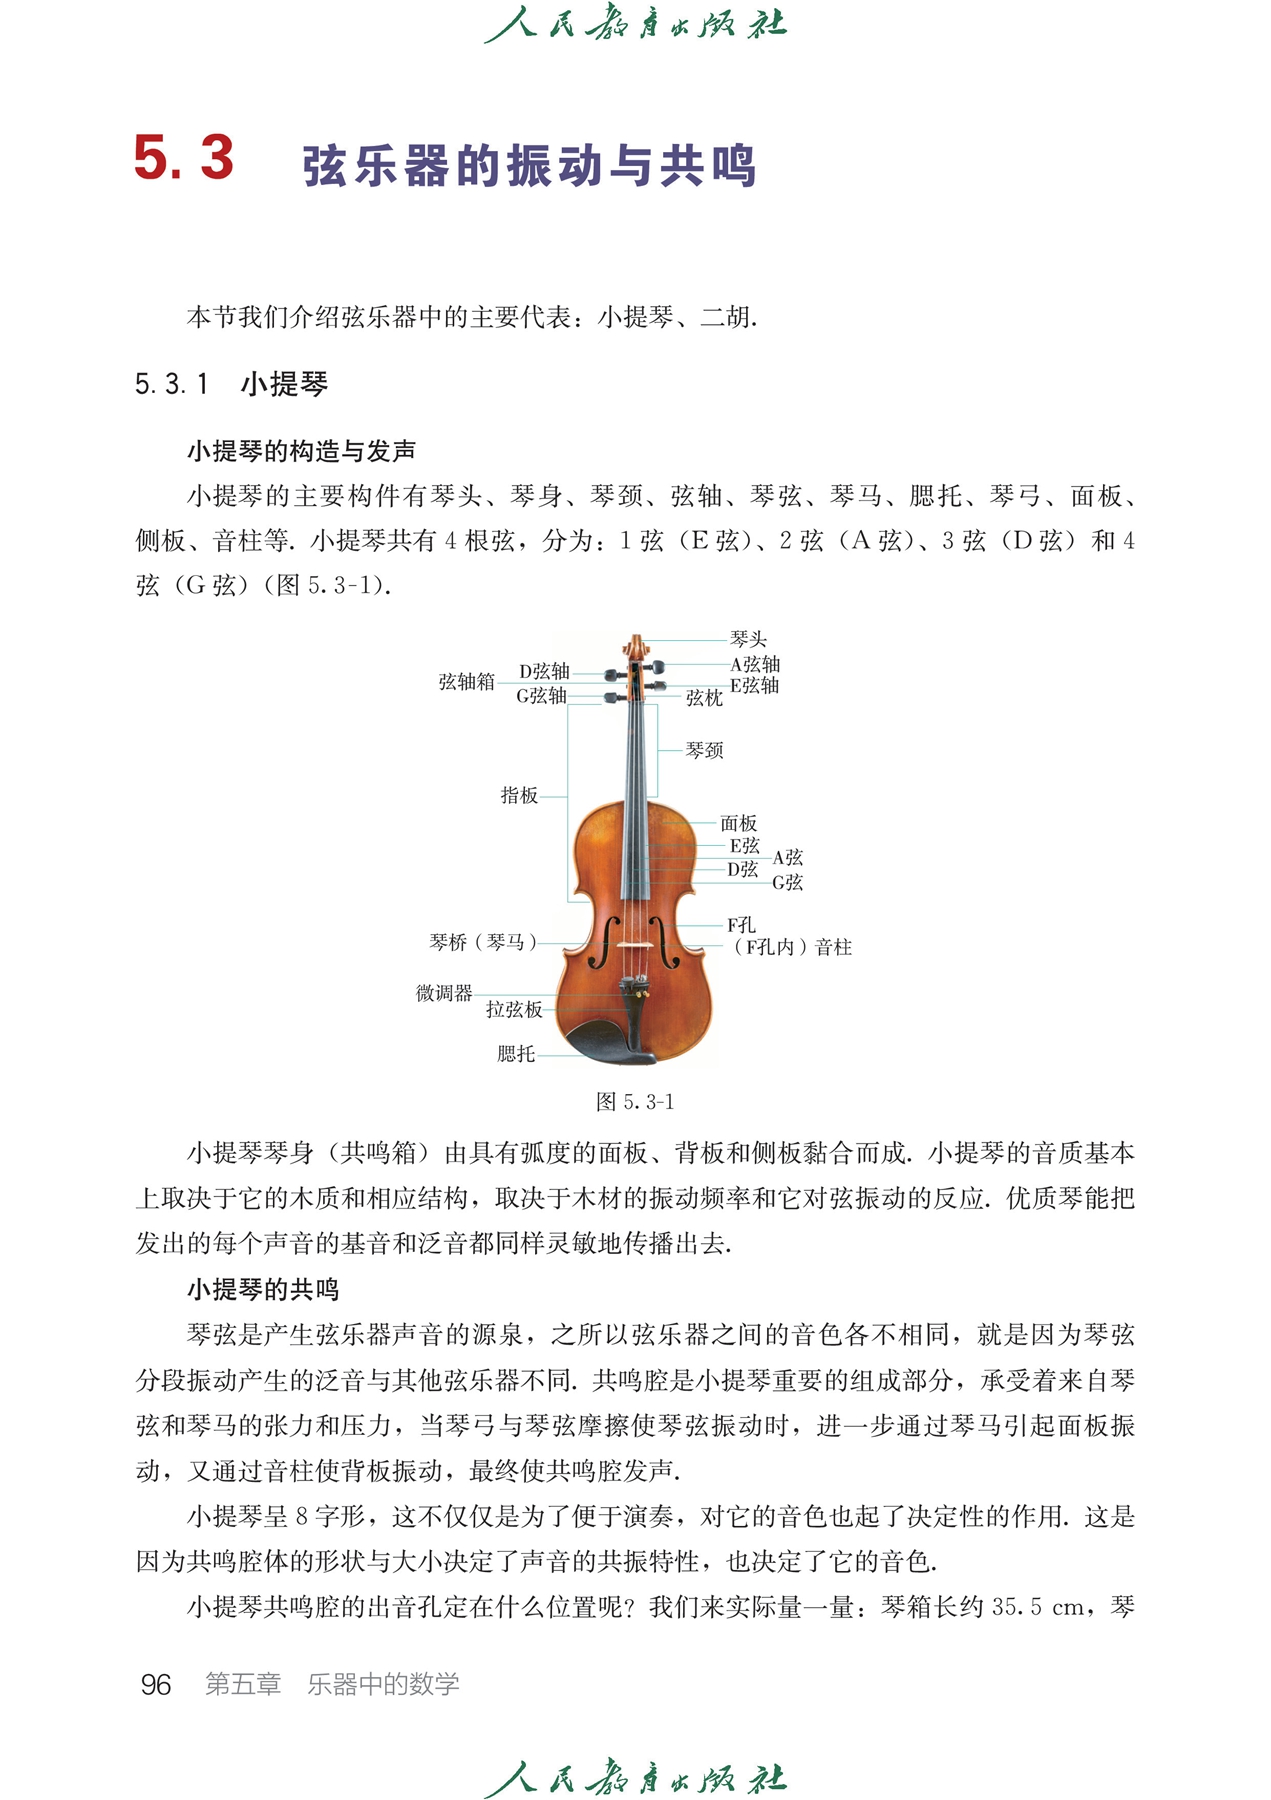 人民教育出版社
5.3 弦乐器的振动与共鸣
本节我们介绍弦乐器中的主要代表：小提琴、二胡.
5.3.1 小提琴
小提琴的构造与发声
小提琴的主要构件有琴头、琴身、琴颈、弦轴、琴弦、琴马、腮托、琴弓、面板、
侧板、音柱等. 小提琴共有 4 根弦，分为：1 弦（E 弦）、2 弦（A 弦）、3 弦（D 弦）和 4
弦（G 弦）（图 5.3-1）.
琴头
D弦轴
A弦轴
弦轴箱
E弦轴
G弦轴
弦枕
琴颈
指板
面板
E弦
A弦
D弦
G弦
F孔
琴桥（琴马）
（F孔内）音柱
微调器
拉弦板
腮托
图 5.3-1
小提琴琴身（共鸣箱）由具有弧度的面板、背板和侧板黏合而成. 小提琴的音质基本
上取决于它的木质和相应结构，取决于木材的振动频率和它对弦振动的反应. 优质琴能把
发出的每个声音的基音和泛音都同样灵敏地传播出去.
小提琴的共鸣
琴弦是产生弦乐器声音的源泉，之所以弦乐器之间的音色各不相同，就是因为琴弦
分段振动产生的泛音与其他弦乐器不同. 共鸣腔是小提琴重要的组成部分，承受着来自琴
弦和琴马的张力和压力，当琴弓与琴弦摩擦使琴弦振动时，进一步通过琴马引起面板振
动，又通过音柱使背板振动，最终使共鸣腔发声.
小提琴呈 8 字形，这不仅仅是为了便于演奏，对它的音色也起了决定性的作用. 这是
因为共鸣腔体的形状与大小决定了声音的共振特性，也决定了它的音色.
小提琴共鸣腔的出音孔定在什么位置呢？我们来实际量一量：琴箱长约 35.5 cm，琴
96 第五章 乐器中的数学
人民教育出版社